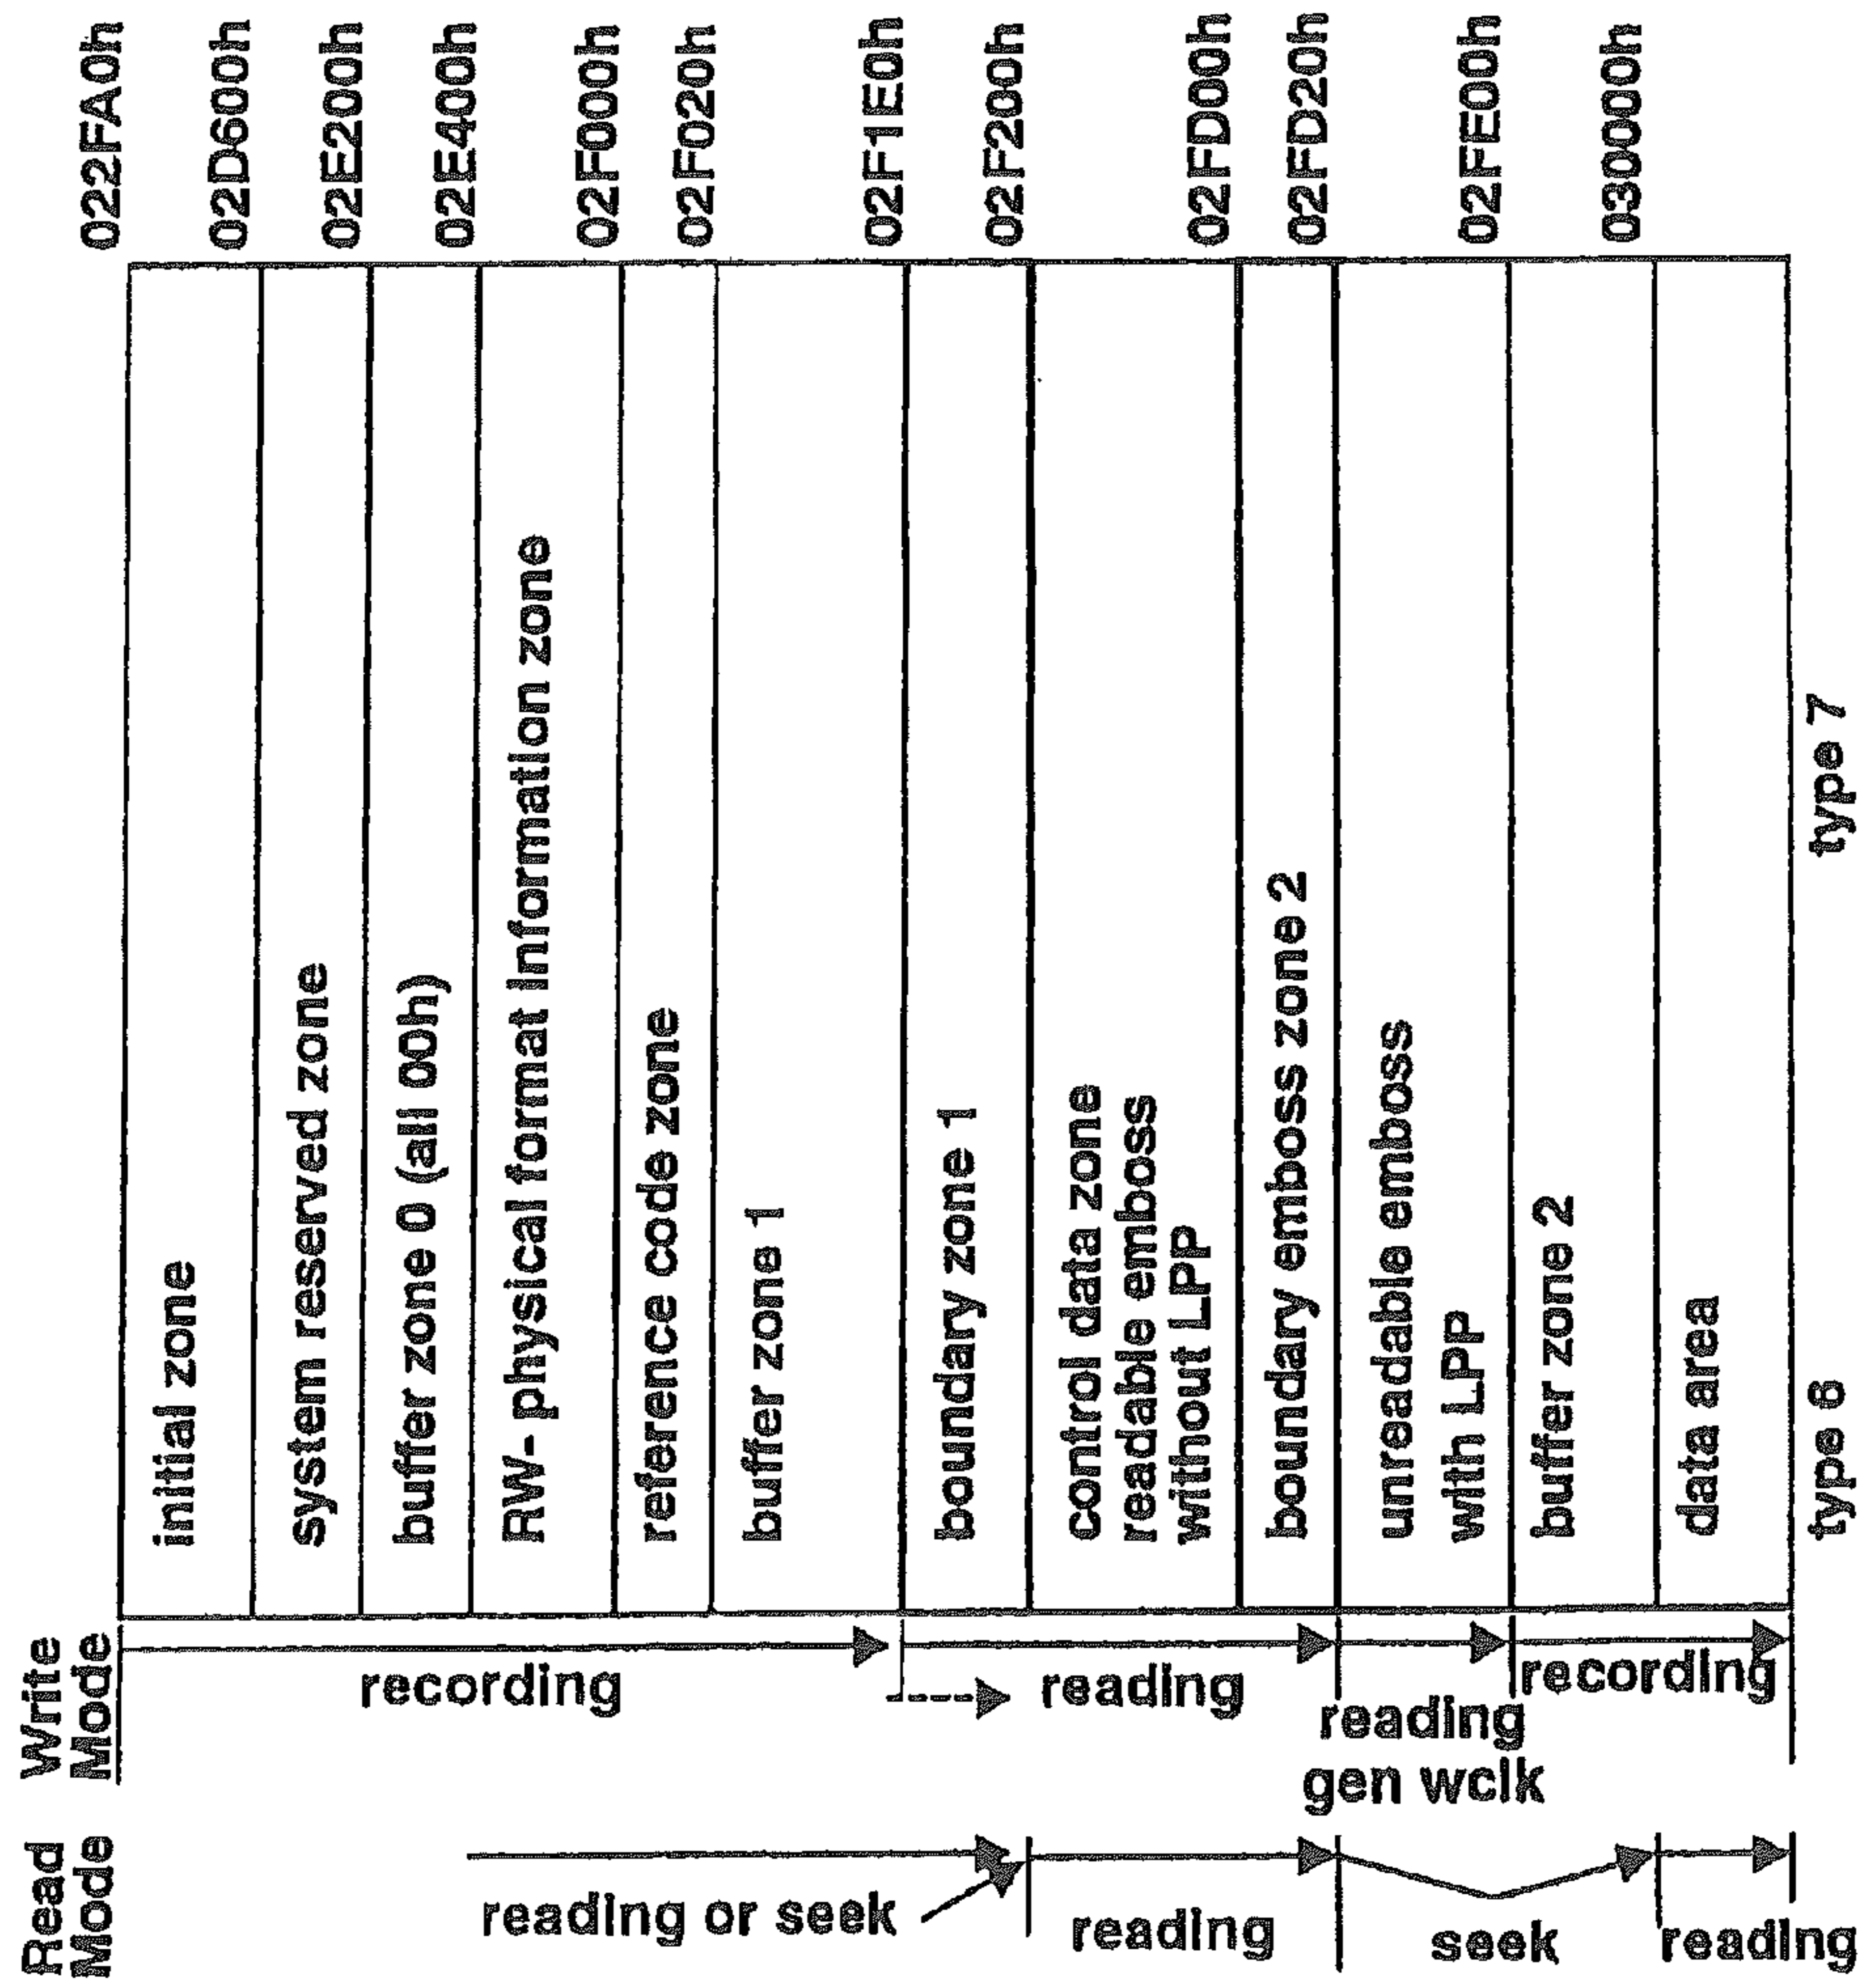 Read
Mode
Write
Mode
022FA0h
initial zone
02D600h
system reserved zone
02E200h
buffer zone 0 (all 00h)
02E400h
RW- physical format information zone
02F000h
reference code zone
02F020h
buffer zone 1
02F1E0h
boundary zone 1
02F200h
control data zone
readable emboss
without LPP
02FD00h
boundary emboss zone 2
02FD20h
unreadable emboss
with LPP
02FE00h
buffer zone 2
030000h
data area
type 6
type 7
recording
reading
reading
gen wclk
recording
reading or seek
reading
seek
reading